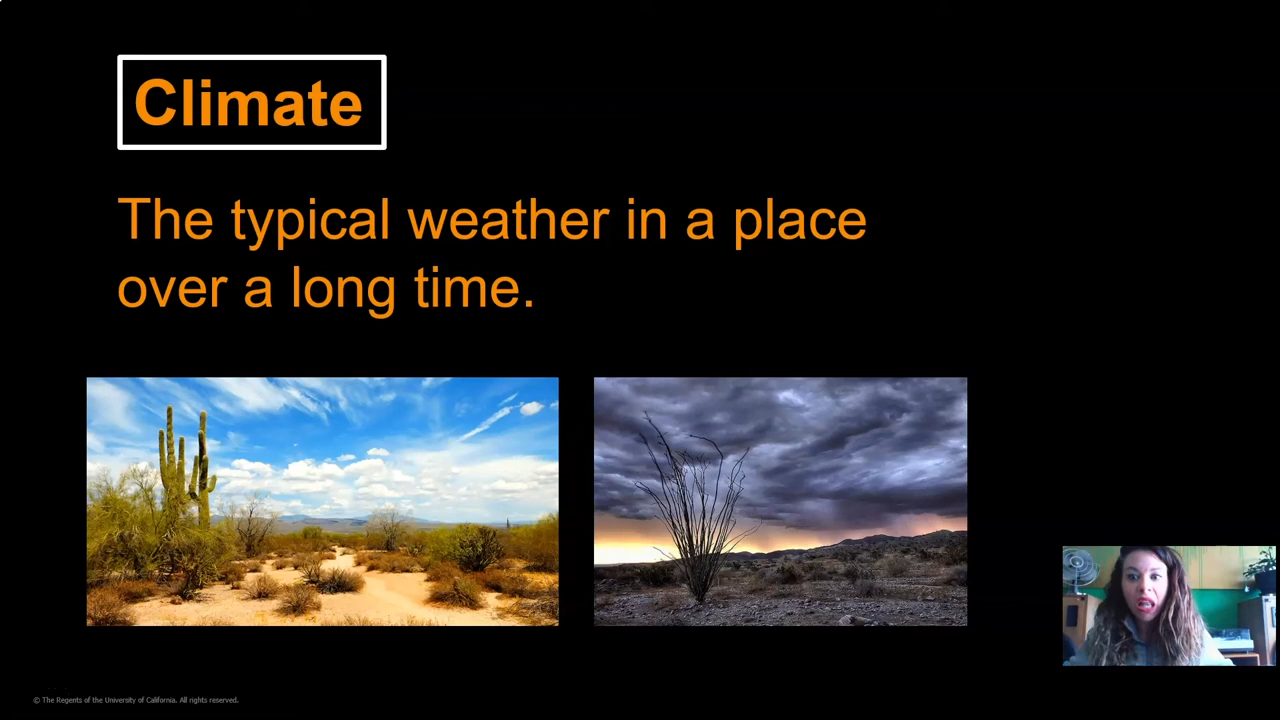 Climate
The typical weather in a place
over a long time.
© The Regents of the University of California. All rights reserved.